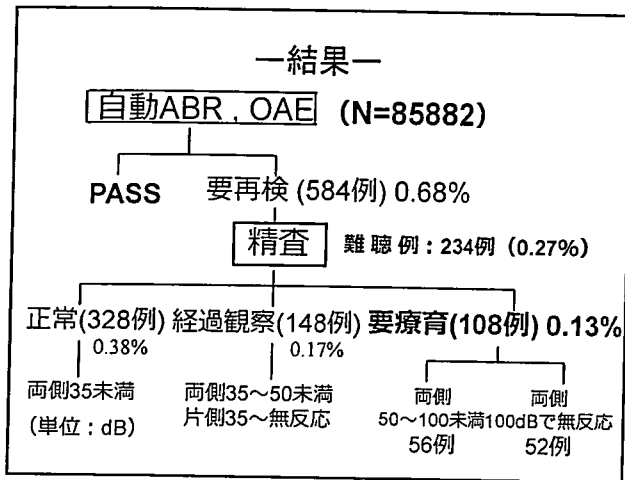 ―結果―
自動ABR , OAE (N=85882)
PASS 要再検 (584例) 0.68%
精査 難聴例：234例（0.27%）
正常(328例) 経過観察(148例) 要療育(108例) 0.13%
0.38% 0.17%
両側35未満 両側35～50未満 両側 両側
（単位：dB） 片側35～無反応 50～100未満 100dBで無反応
56例 52例